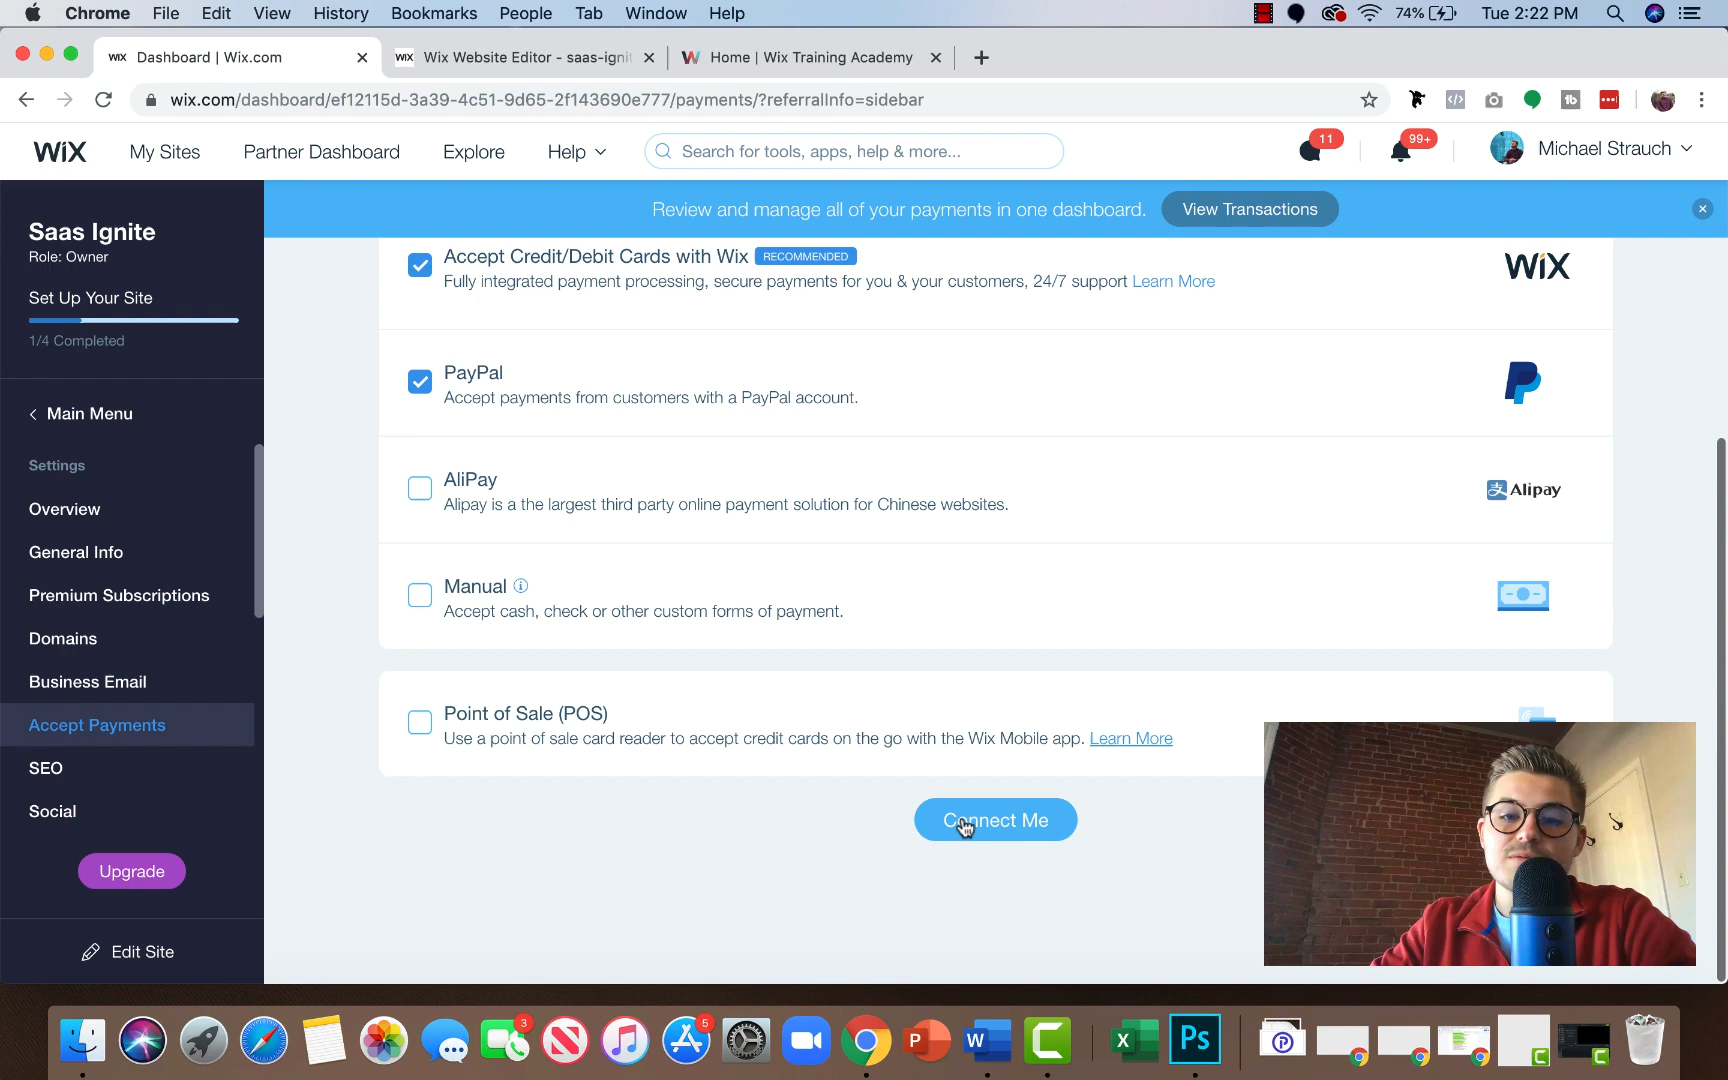 Chrome File Edit View History Bookmarks People Tab Window Help 74% Tue 2:22 PM
WIX Dashboard | Wix.com WIX Wix Website Editor - saas-ignit Home | Wix Training Academy
wix.com/dashboard/ef12115d-3a39-4c51-9d65-2f143690e777/payments/?referralInfo=sidebar
WIX My Sites Partner Dashboard Explore Help Search for tools, apps, help & more... 11 99+ Michael Strauch
Review and manage all of your payments in one dashboard. View Transactions
Saas Ignite
Role: Owner
Set Up Your Site
1/4 Completed
Main Menu
Settings
Overview
General Info
Premium Subscriptions
Domains
Business Email
Accept Payments
SEO
Social
Upgrade
Edit Site
Accept Credit/Debit Cards with Wix RECOMMENDED
Fully integrated payment processing, secure payments for you & your customers, 24/7 support Learn More
WIX
PayPal
Accept payments from customers with a PayPal account.
AliPay
Alipay is a the largest third party online payment solution for Chinese websites.
支 Alipay
Manual
Accept cash, check or other custom forms of payment.
Point of Sale (POS)
Use a point of sale card reader to accept credit cards on the go with the Wix Mobile app. Learn More
Connect Me
3 5 P W C X Ps